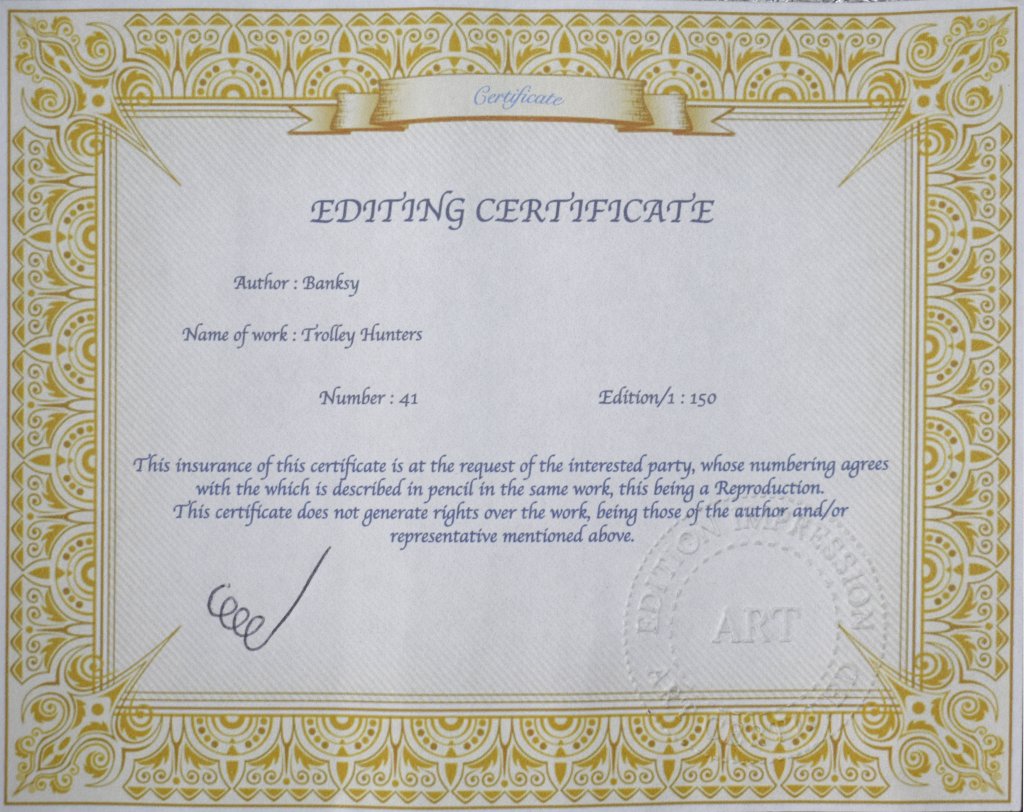 Certificate
EDITING CERTIFICATE
Author : Banksy
Name of work : Trolley Hunters
Number : 41
Edition/1 : 150
This insurance of this certificate is at the request of the interested party, whose numbering agrees
with the which is described in pencil in the same work, this being a Reproduction.
This certificate does not generate rights over the work, being those of the author and/or
representative mentioned above.
EDITION IMPRESSION
ART